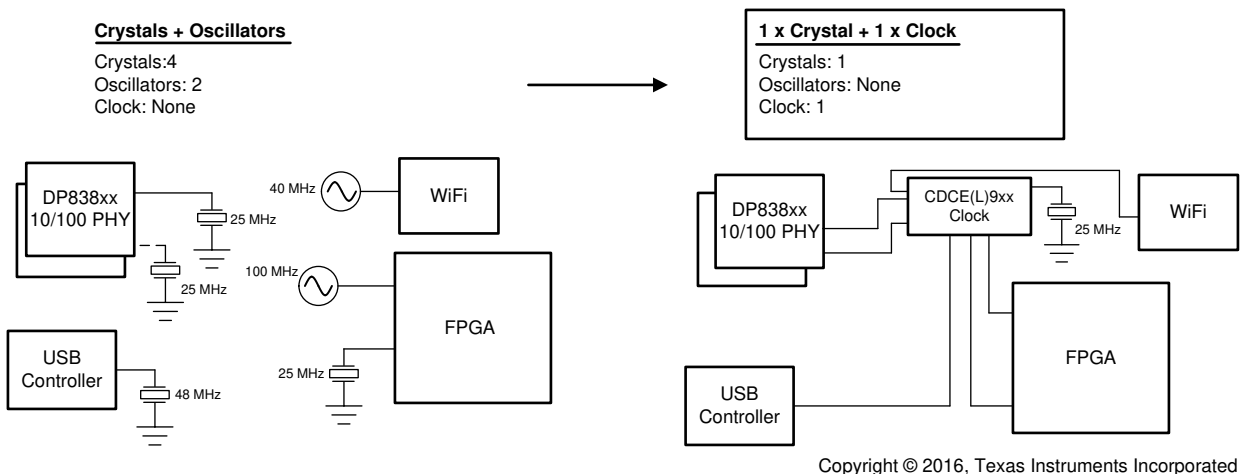 Crystals + Oscillators
Crystals:4
Oscillators: 2
Clock: None
1 x Crystal + 1 x Clock
Crystals: 1
Oscillators: None
Clock: 1
DP838xx
10/100 PHY
25 MHz
25 MHz
40 MHz
WiFi
100 MHz
FPGA
25 MHz
USB
Controller
48 MHz
DP838xx
10/100 PHY
CDCE(L)9xx
Clock
25 MHz
WiFi
FPGA
USB
Controller
Copyright © 2016, Texas Instruments Incorporated